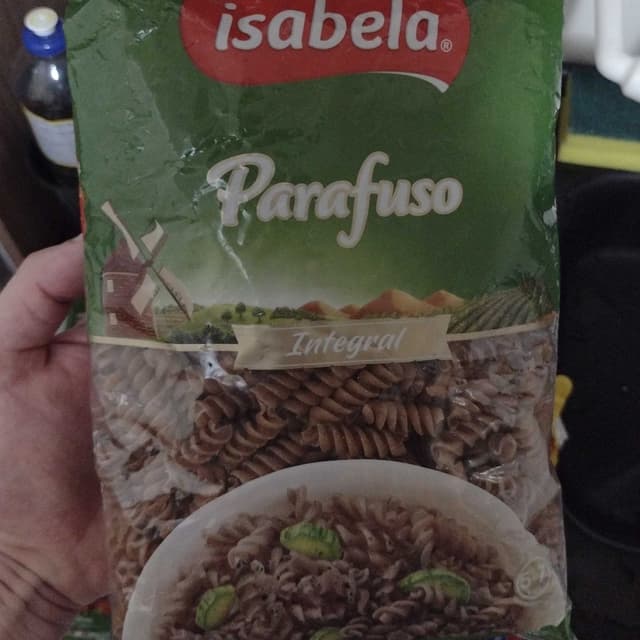 isabela®
Parafuso
Integral